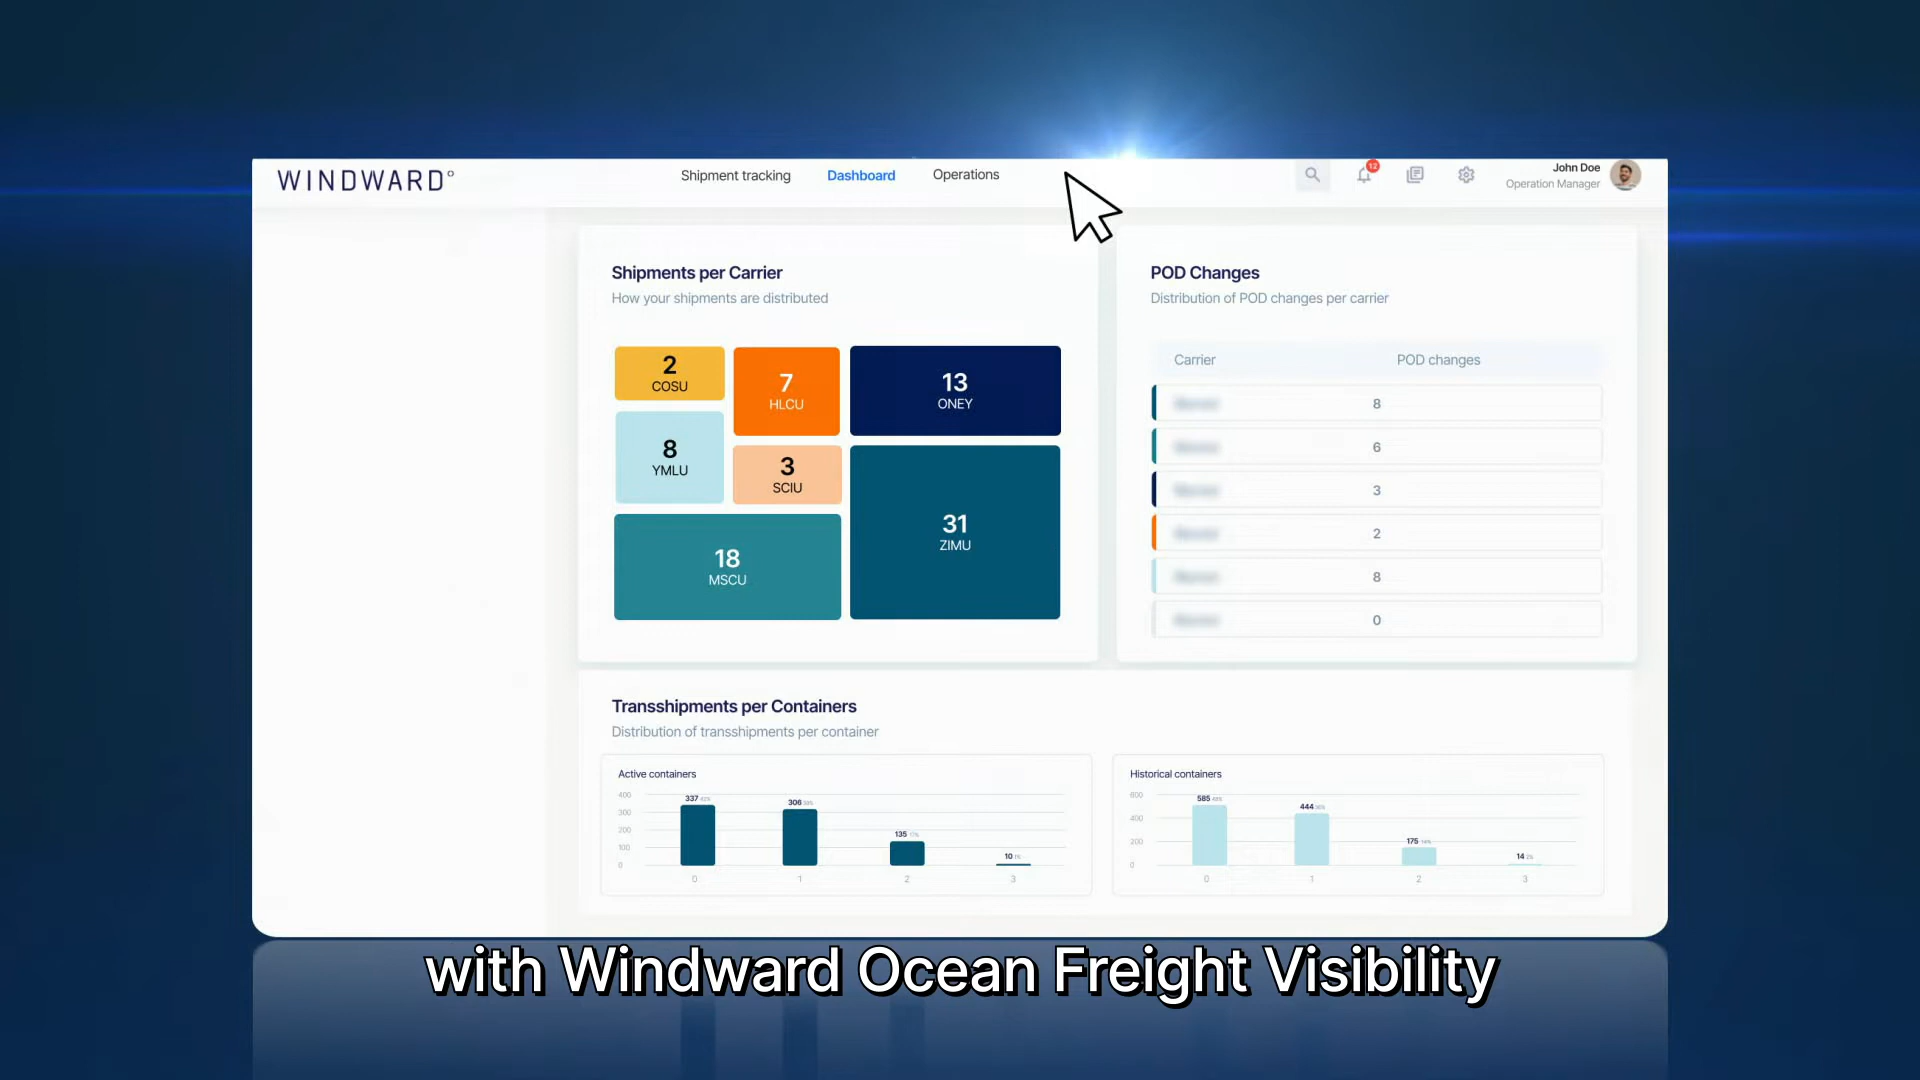 WINDWARD°
Shipment tracking
Dashboard
Operations
12
John Doe
Operation Manager
Shipments per Carrier
How your shipments are distributed
2
COSU
7
HLCU
13
ONEY
8
YMLU
3
SCIU
31
ZIMU
18
MSCU
POD Changes
Distribution of POD changes per carrier
Carrier POD changes
8
6
3
2
8
0
Transshipments per Containers
Distribution of transshipments per container
Active containers
400
300
200
100
0
337
306
135
10
0 1 2 3
Historical containers
600
400
200
0
585
444
175
14
0 1 2 3
with Windward Ocean Freight Visibility